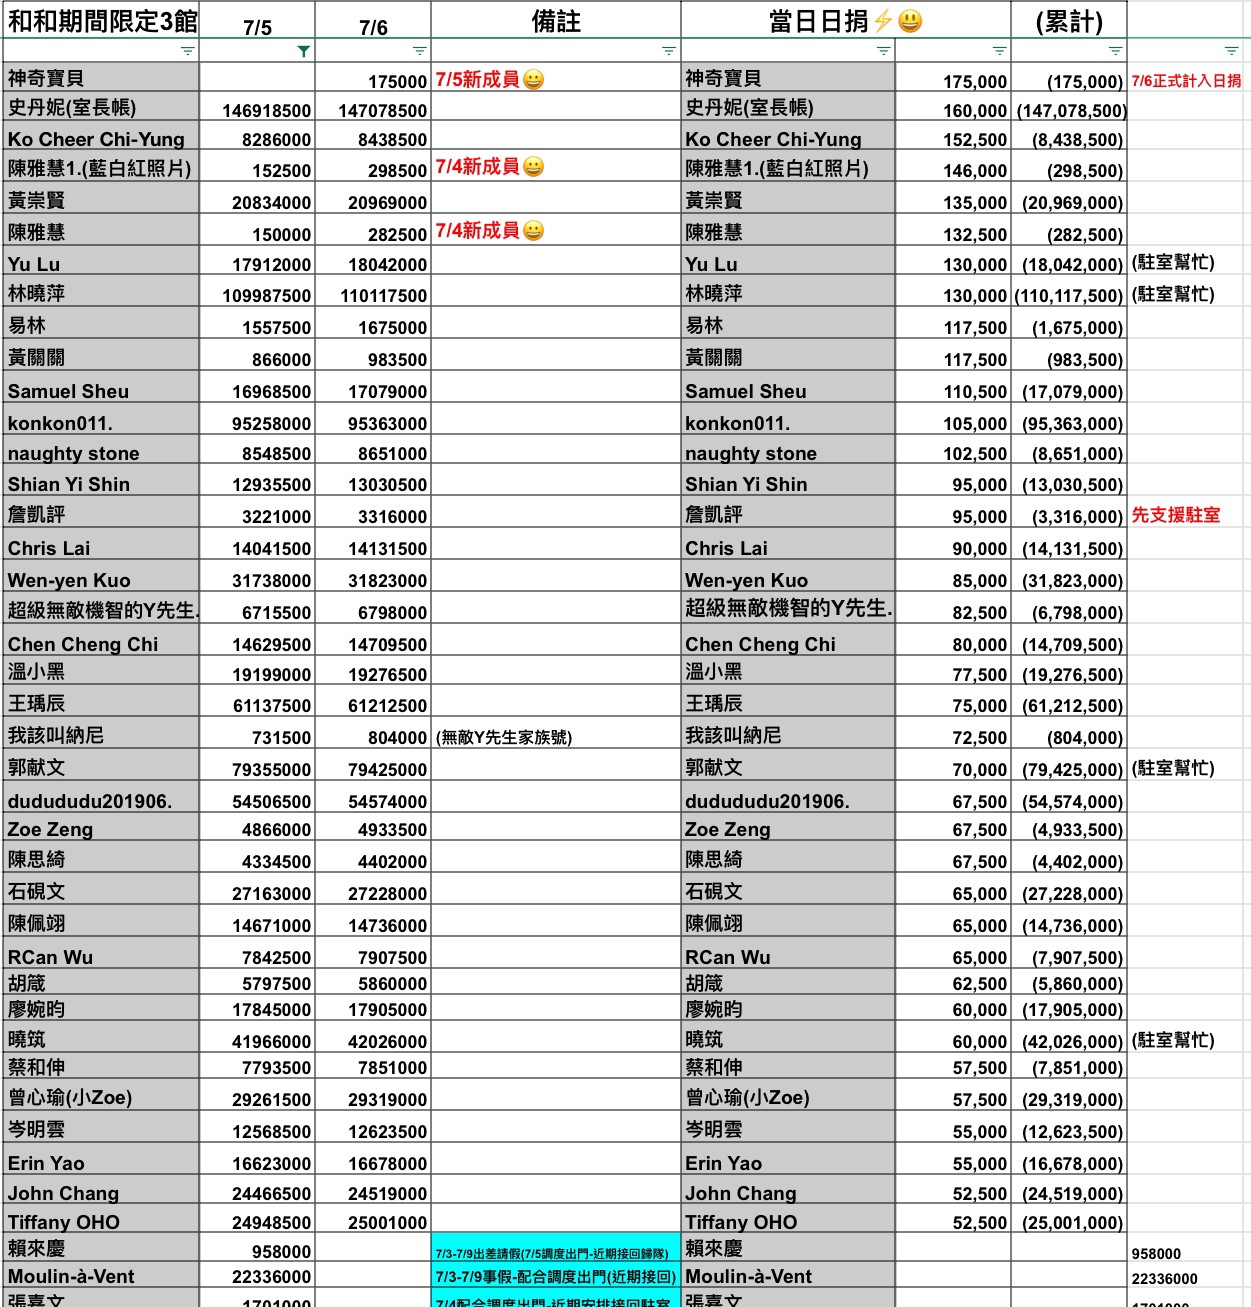 和和期間限定3館 7/5 7/6 備註 當日日捐⚡😃 (累計)
神奇寶貝 175000 7/5新成員😀 神奇寶貝 175,000 (175,000) 7/6正式計入日捐
史丹妮(室長帳) 146918500 147078500 史丹妮(室長帳) 160,000 (147,078,500)
Ko Cheer Chi-Yung 8286000 8438500 Ko Cheer Chi-Yung 152,500 (8,438,500)
陳雅慧1.(藍白紅照片) 152500 298500 7/4新成員😀 陳雅慧1.(藍白紅照片) 146,000 (298,500)
黃崇賢 20834000 20969000 黃崇賢 135,000 (20,969,000)
陳雅慧 150000 282500 7/4新成員😀 陳雅慧 132,500 (282,500)
Yu Lu 17912000 18042000 Yu Lu 130,000 (18,042,000) (駐室幫忙)
林曉萍 109987500 110117500 林曉萍 130,000 (110,117,500) (駐室幫忙)
易林 1557500 1675000 易林 117,500 (1,675,000)
黃關關 866000 983500 黃關關 117,500 (983,500)
Samuel Sheu 16968500 17079000 Samuel Sheu 110,500 (17,079,000)
konkon011. 95258000 95363000 konkon011. 105,000 (95,363,000)
naughty stone 8548500 8651000 naughty stone 102,500 (8,651,000)
Shian Yi Shin 12935500 13030500 Shian Yi Shin 95,000 (13,030,500)
詹凱評 3221000 3316000 詹凱評 95,000 (3,316,000) 先支援駐室
Chris Lai 14041500 14131500 Chris Lai 90,000 (14,131,500)
Wen-yen Kuo 31738000 31823000 Wen-yen Kuo 85,000 (31,823,000)
超級無敵機智的Y先生. 6715500 6798000 超級無敵機智的Y先生. 82,500 (6,798,000)
Chen Cheng Chi 14629500 14709500 Chen Cheng Chi 80,000 (14,709,500)
溫小黑 19199000 19276500 溫小黑 77,500 (19,276,500)
王瑀辰 61137500 61212500 王瑀辰 75,000 (61,212,500)
我該叫納尼 731500 804000 (無敵Y先生家族號) 我該叫納尼 72,500 (804,000)
郭献文 79355000 79425000 郭献文 70,000 (79,425,000) (駐室幫忙)
dudududu201906. 54506500 54574000 dudududu201906. 67,500 (54,574,000)
Zoe Zeng 4866000 4933500 Zoe Zeng 67,500 (4,933,500)
陳思綺 4334500 4402000 陳思綺 67,500 (4,402,000)
石硯文 27163000 27228000 石硯文 65,000 (27,228,000)
陳佩翊 14671000 14736000 陳佩翊 65,000 (14,736,000)
RCan Wu 7842500 7907500 RCan Wu 65,000 (7,907,500)
胡箴 5797500 5860000 胡箴 62,500 (5,860,000)
廖婉昀 17845000 17905000 廖婉昀 60,000 (17,905,000)
曉筑 41966000 42026000 曉筑 60,000 (42,026,000) (駐室幫忙)
蔡和伸 7793500 7851000 蔡和伸 57,500 (7,851,000)
曾心瑜(小Zoe) 29261500 29319000 曾心瑜(小Zoe) 57,500 (29,319,000)
岑明雲 12568500 12623500 岑明雲 55,000 (12,623,500)
Erin Yao 16623000 16678000 Erin Yao 55,000 (16,678,000)
John Chang 24466500 24519000 John Chang 52,500 (24,519,000)
Tiffany OHO 24948500 25001000 Tiffany OHO 52,500 (25,001,000)
賴來慶 958000 7/3-7/9出差請假(7/5調度出門-近期接回歸隊) 賴來慶 958000
Moulin-à-Vent 22336000 7/3-7/9事假-配合調度出門(近期接回) Moulin-à-Vent 22336000
張嘉文 1701000 7/4配合調度出門-近期安排接回駐室 張嘉文 1701000